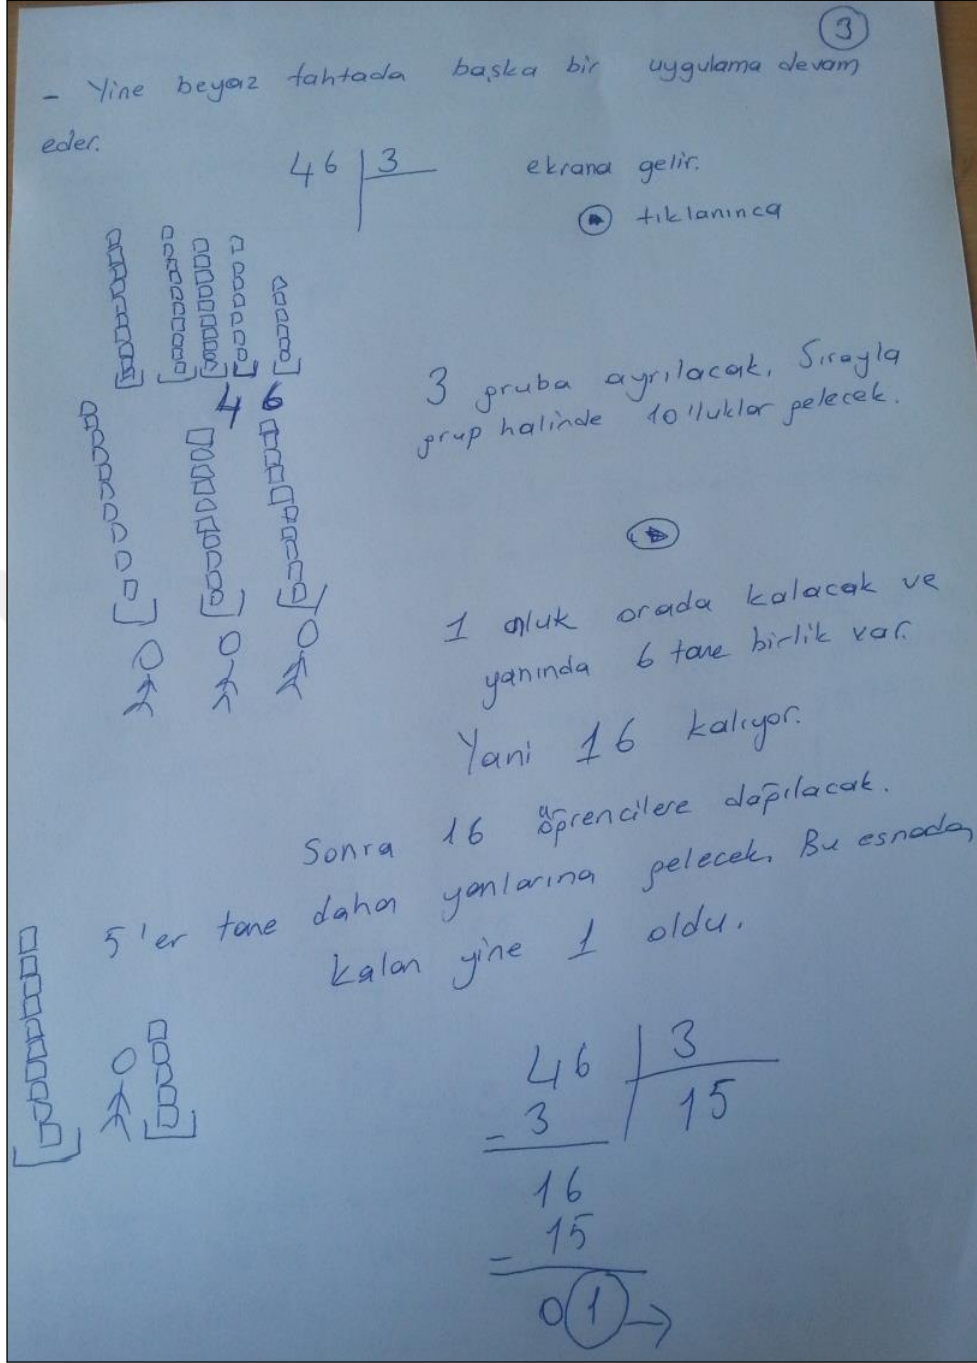 3
- Yine beyaz tahtada başka bir uygulama devam
eder.
46 | 3 ekrana gelir.
tıklanınca
46
3 gruba ayrılacak. Sırayla
grup halinde 10'luklar gelecek.
1 onluk orada kalacak ve
yanında 6 tane birlik var.
Yani 16 kalıyor.
Sonra 16 öğrencilere dağılacak.
5'er tane daha yanlarına gelecek. Bu esnada
kalan yine 1 oldu.
46 | 3
- 3 | 15
16
- 15
01 →